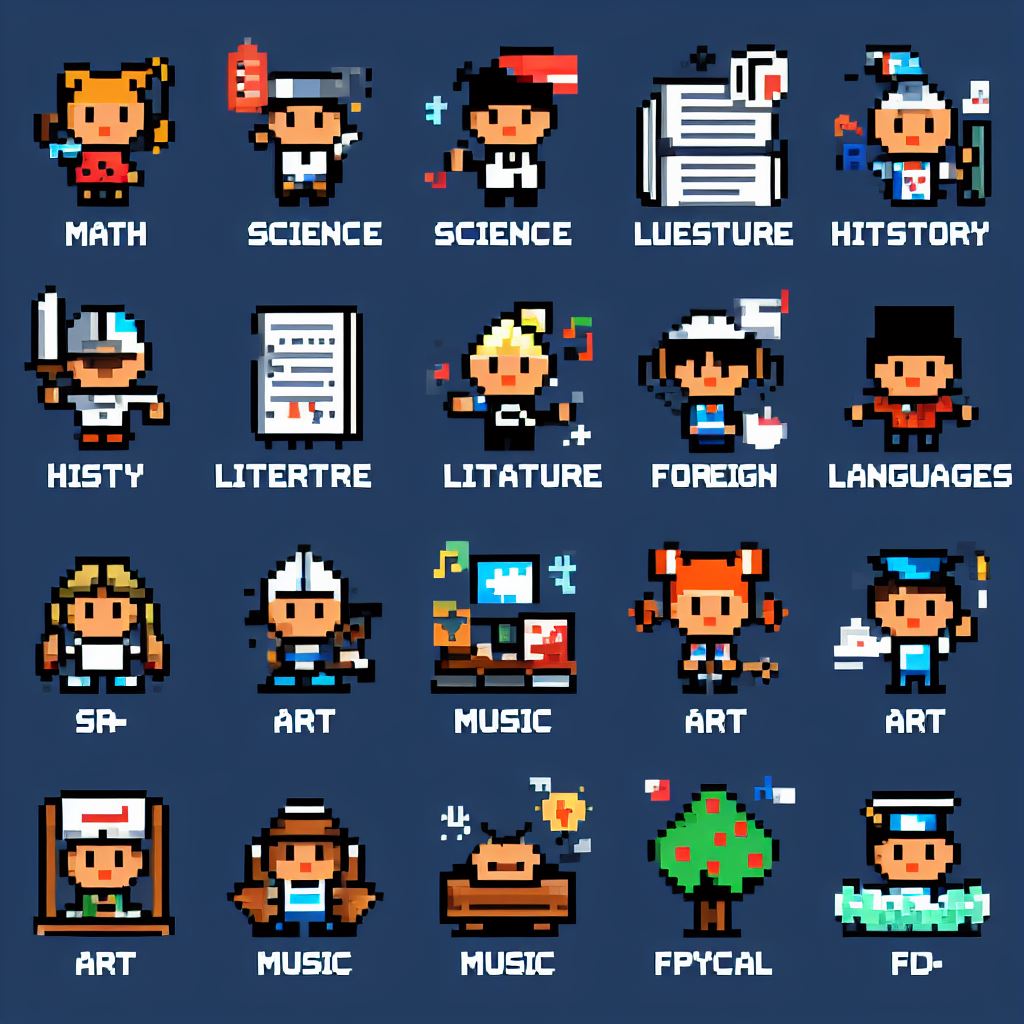 MATH SCIENCE SCIENCE LUESTURE HITSTORY
HISTY LITERTRE LITATURE FOREIGN LANGUAGES
SA- ART MUSIC ART ART
ART MUSIC MUSIC FPYCAL FD-